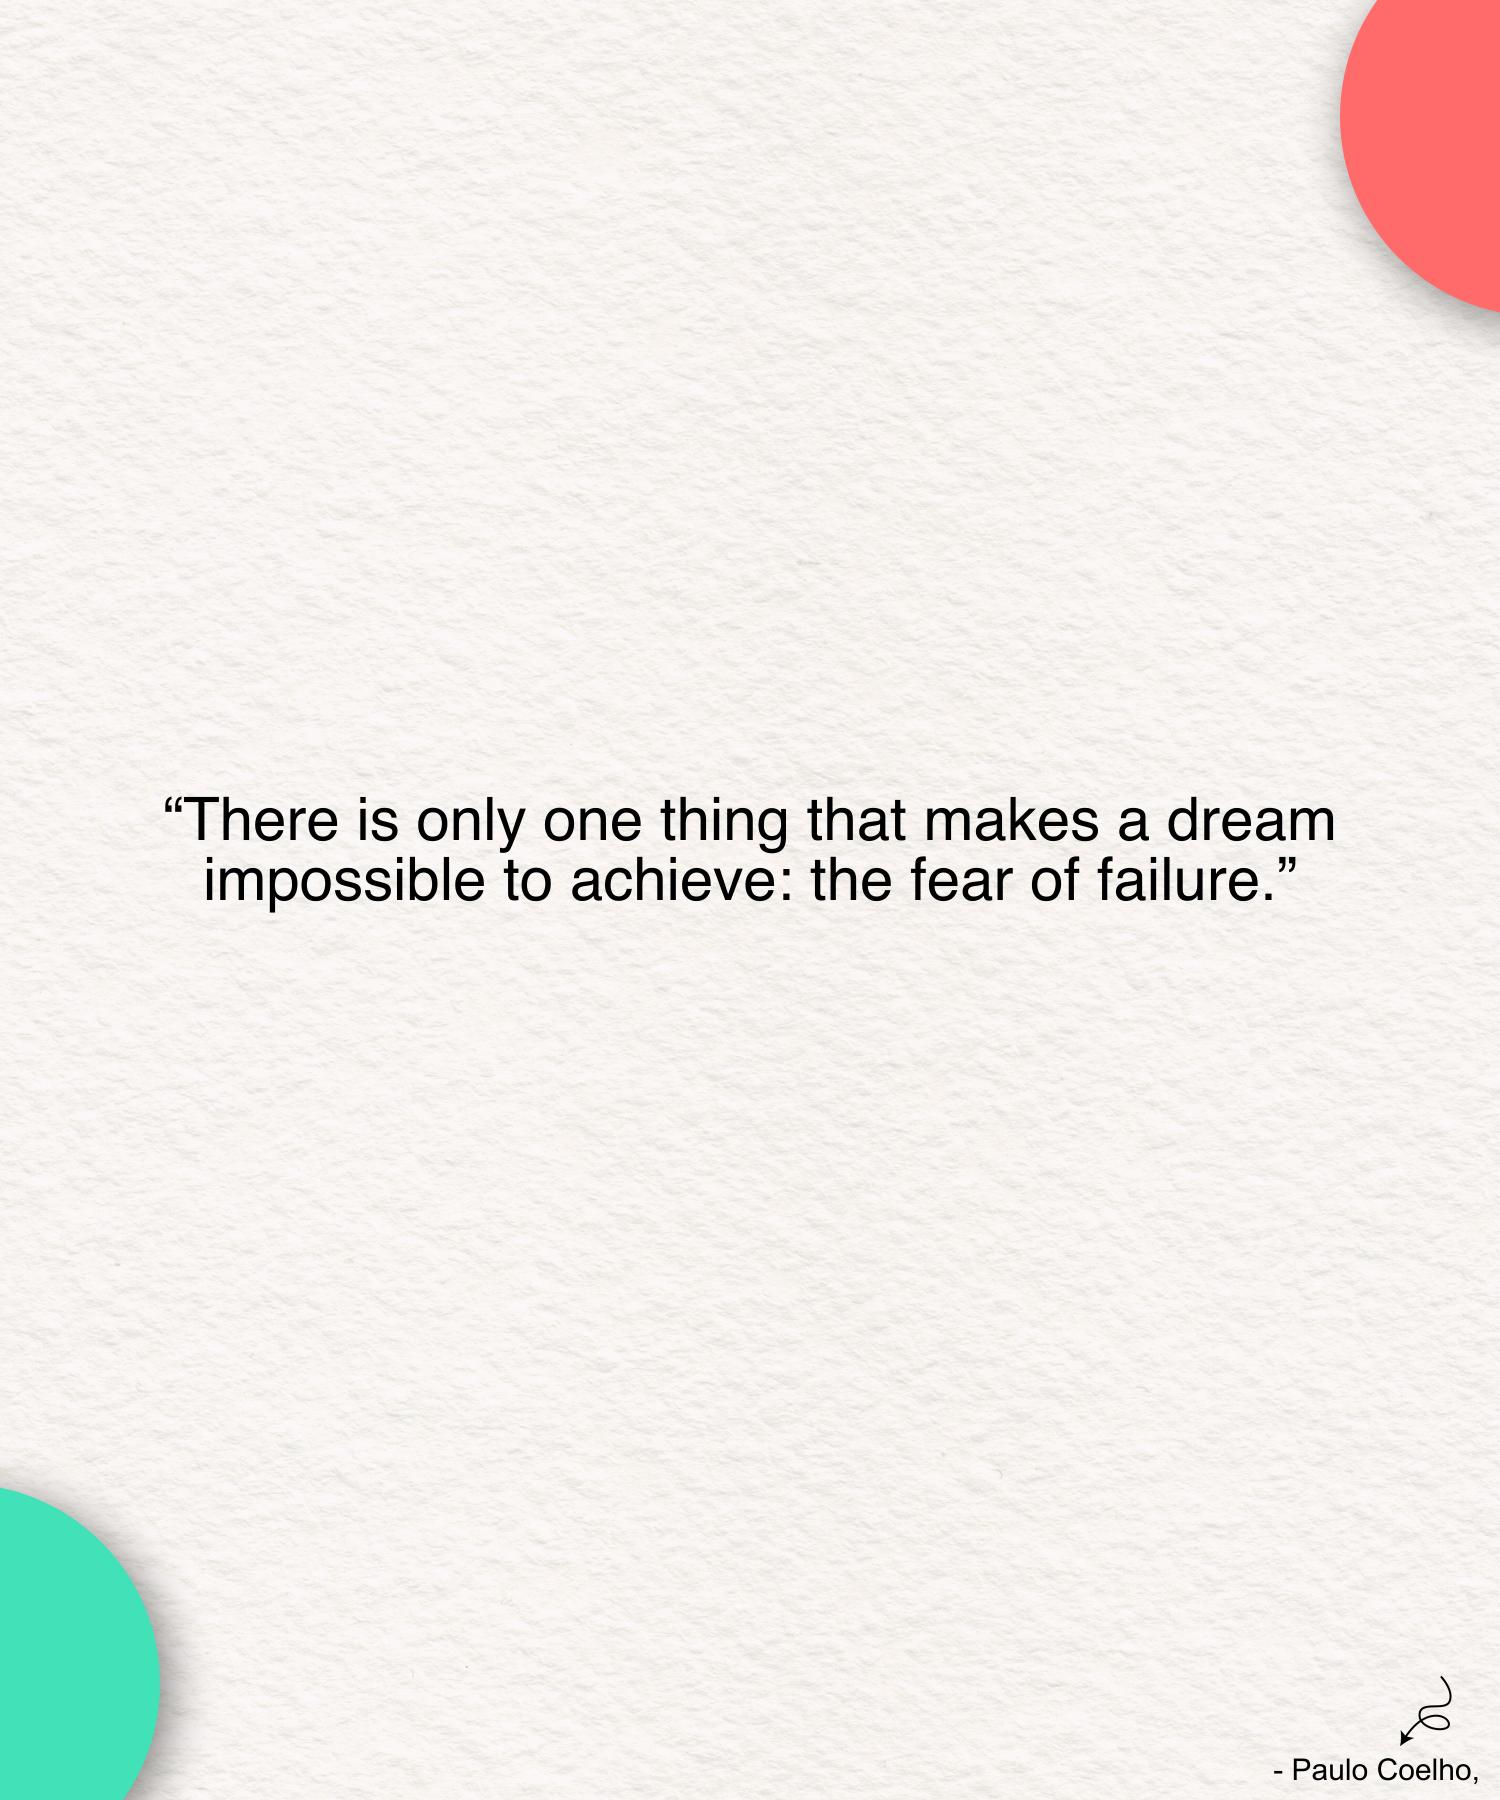 “There is only one thing that makes a dream
impossible to achieve: the fear of failure.”
- Paulo Coelho,